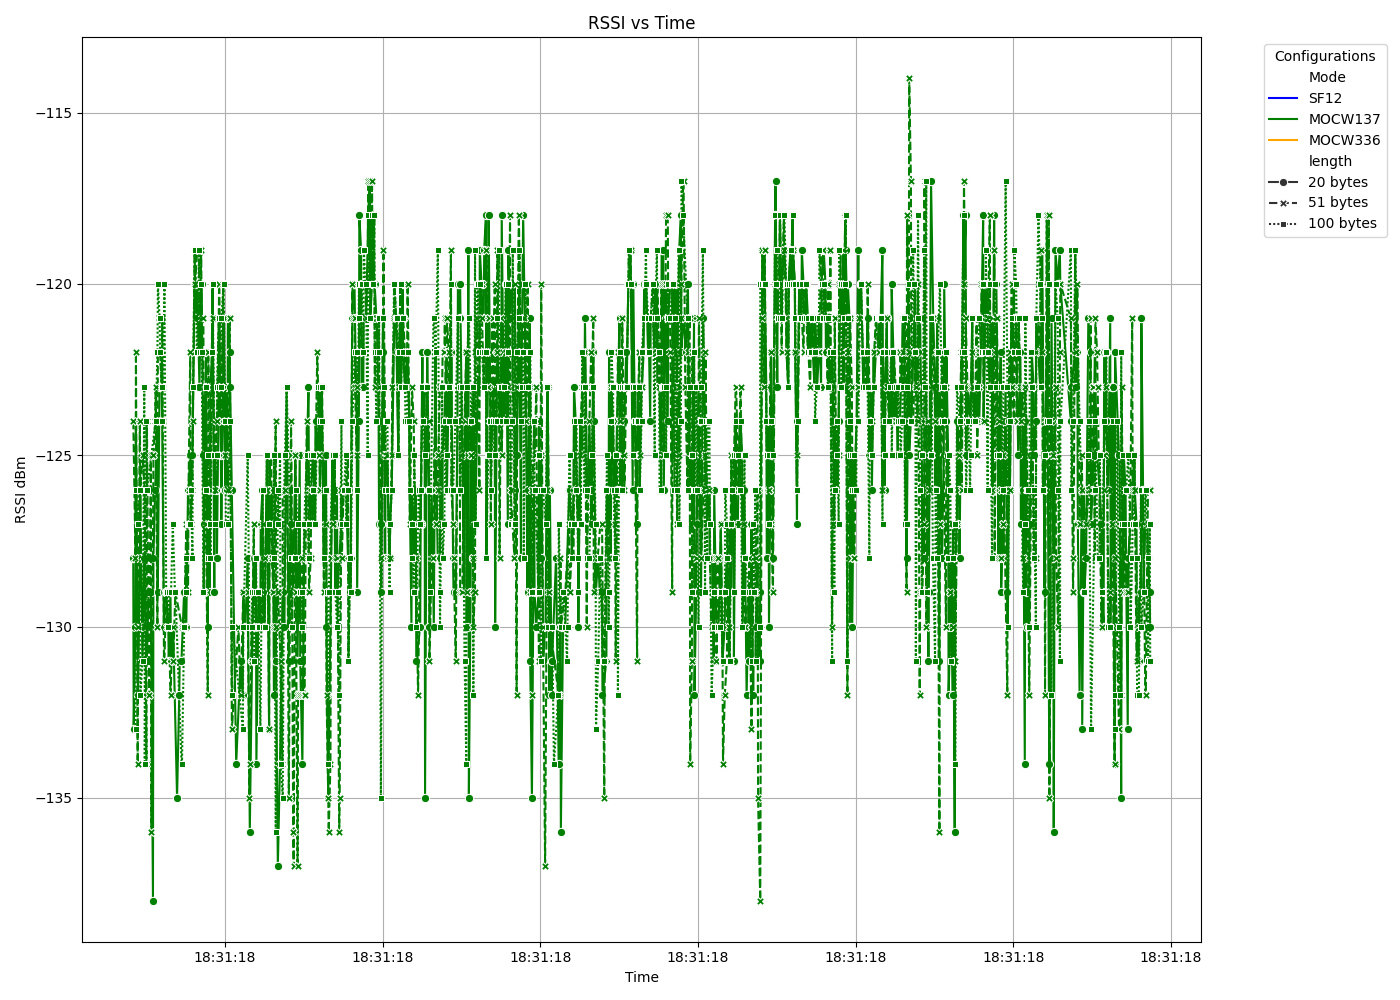 RSSI vs Time
Configurations
Mode
SF12
MOCW137
MOCW336
length
20 bytes
51 bytes
100 bytes
RSSI dBm
−115
−120
−125
−130
−135
18:31:18
18:31:18
18:31:18
18:31:18
18:31:18
18:31:18
18:31:18
Time